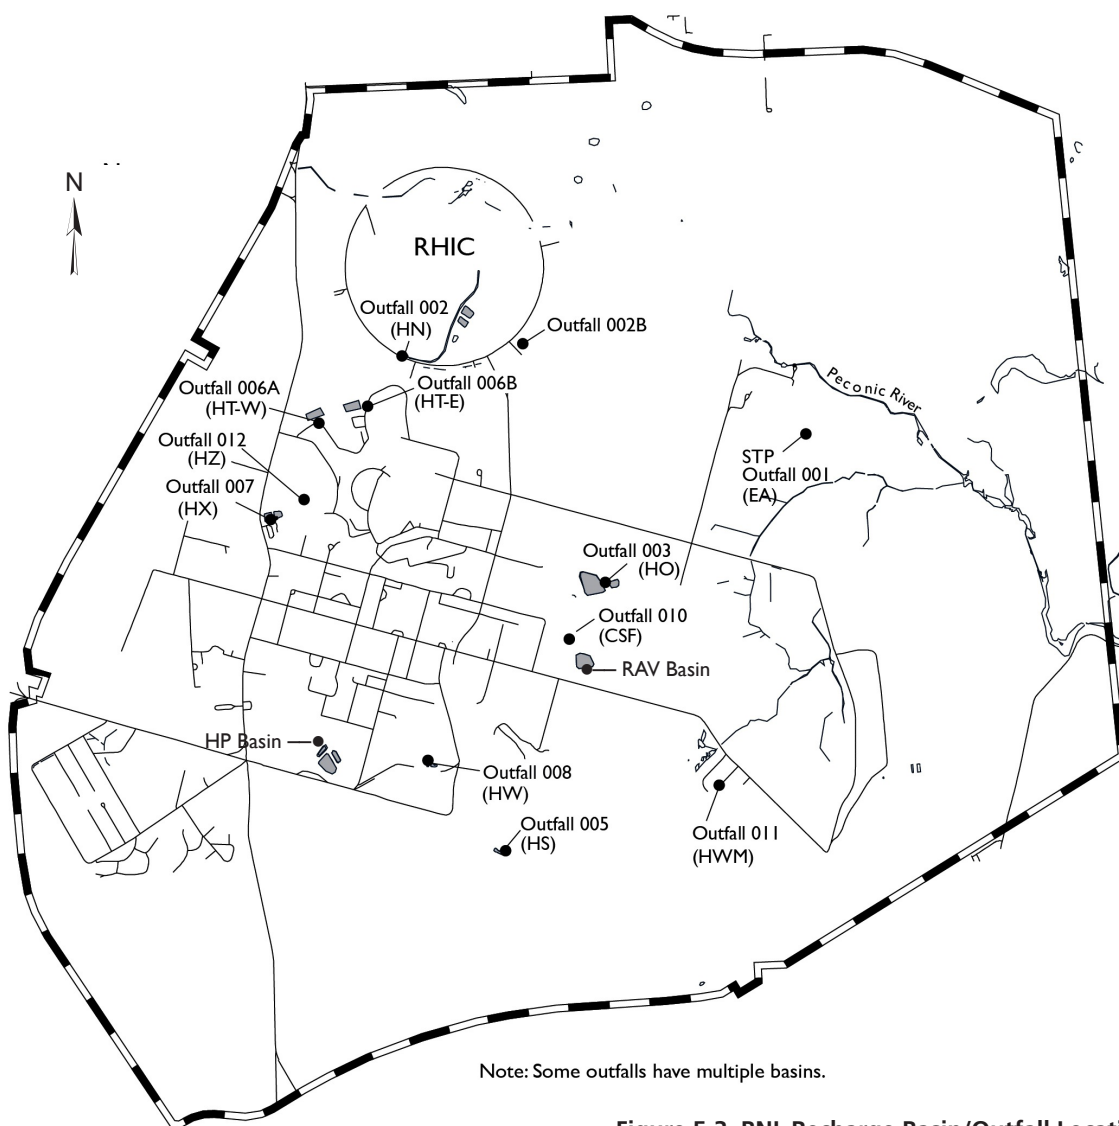 N
RHIC
Outfall 002
(HN)
Outfall 002B
Outfall 006A
(HT-W)
Outfall 006B
(HT-E)
Peconic River
Outfall 012
(HZ)
STP
Outfall 001
(EA)
Outfall 007
(HX)
Outfall 003
(HO)
Outfall 010
(CSF)
RAV Basin
HP Basin
Outfall 008
(HW)
Outfall 005
(HS)
Outfall 011
(HWM)
Note: Some outfalls have multiple basins.